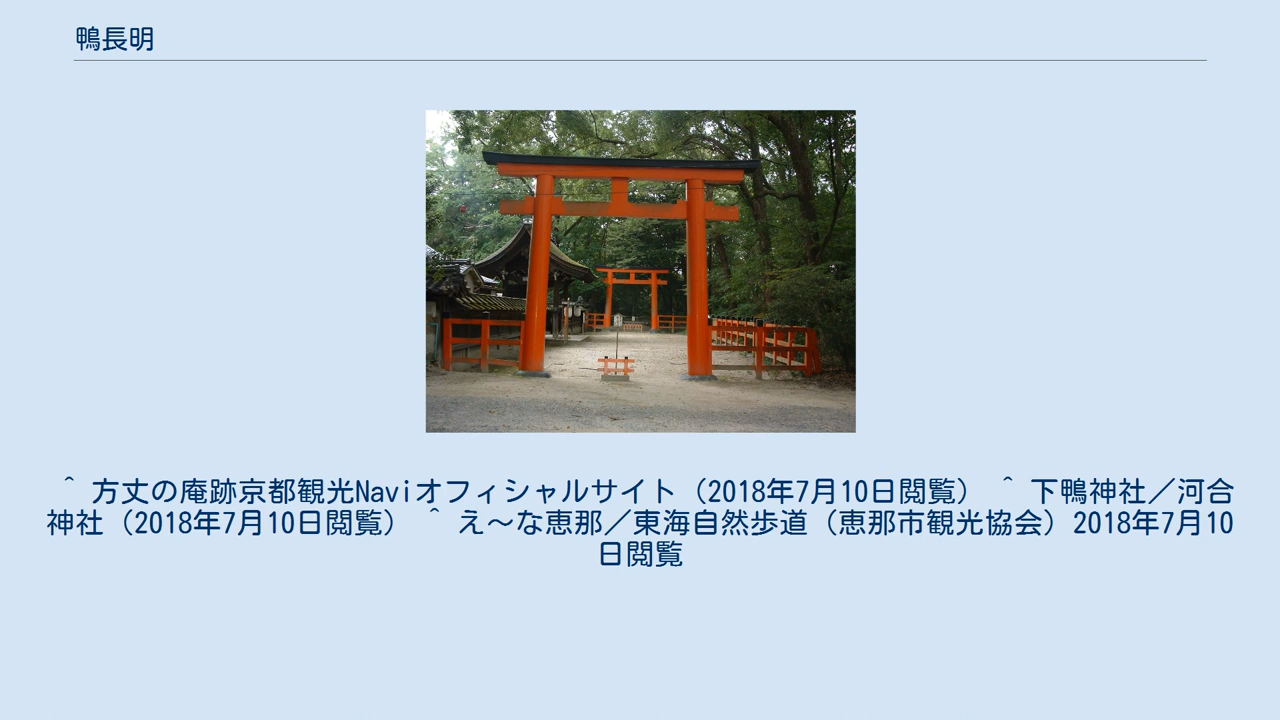 鴨長明
^ 方丈の庵跡京都観光Naviオフィシャルサイト（2018年7月10日閲覧） ^ 下鴨神社／河合
神社（2018年7月10日閲覧） ^ え〜な恵那／東海自然歩道（恵那市観光協会）2018年7月10
日閲覧